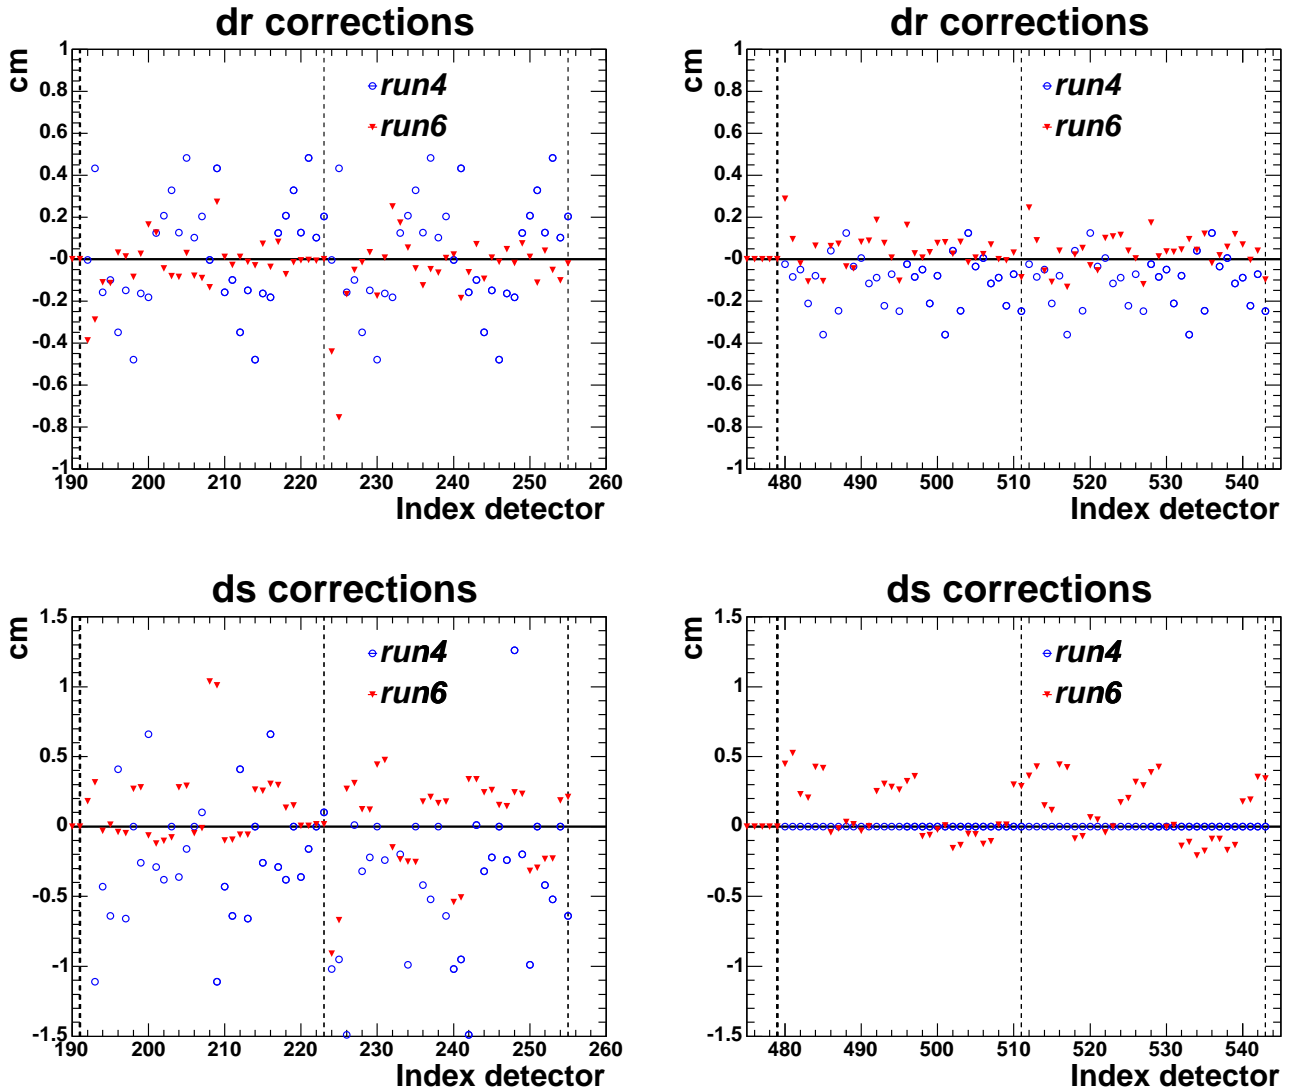 dr corrections
cm
1
0.8
0.6
0.4
0.2
-0
-0.2
-0.4
-0.6
-0.8
-1
190 200 210 220 230 240 250 260
Index detector
run4
run6
dr corrections
cm
1
0.8
0.6
0.4
0.2
-0
-0.2
-0.4
-0.6
-0.8
-1
480 490 500 510 520 530 540
Index detector
run4
run6
ds corrections
cm
1.5
1
0.5
0
-0.5
-1
-1.5
190 200 210 220 230 240 250 260
Index detector
run4
run6
ds corrections
cm
1.5
1
0.5
0
-0.5
-1
-1.5
480 490 500 510 520 530 540
Index detector
run4
run6